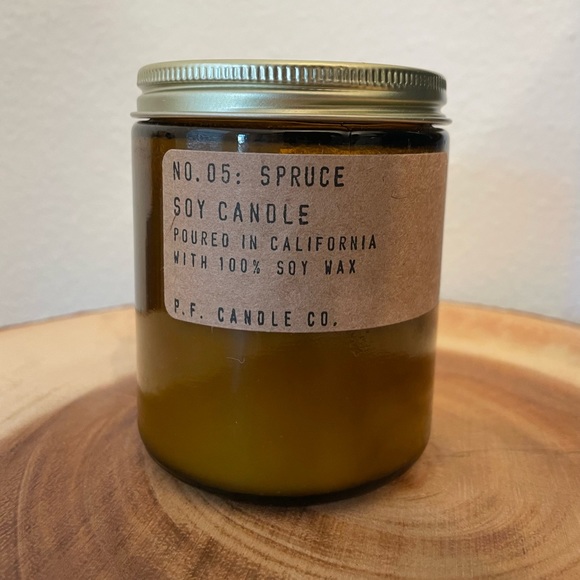 NO.05: SPRUCE
SOY CANDLE
POURED IN CALIFORNIA
WITH 100% SOY WAX
P.F. CANDLE CO.